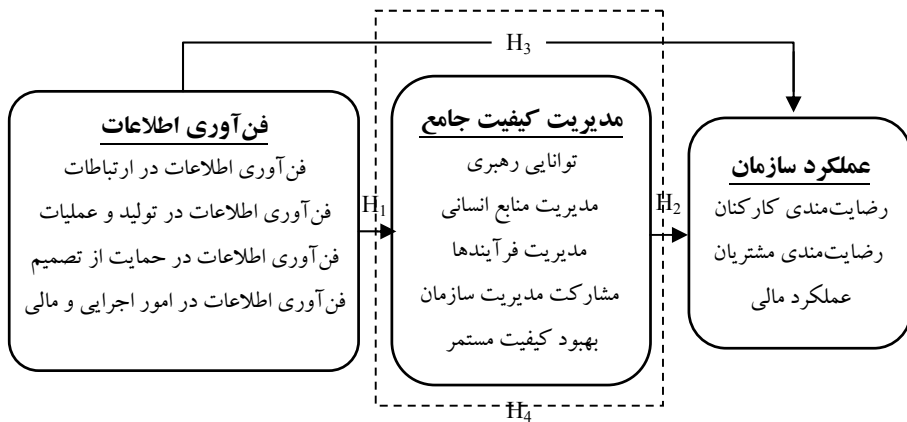 H3
فن‌آوری اطلاعات
فن‌آوری اطلاعات در ارتباطات
فن‌آوری اطلاعات در تولید و عملیات
فن‌آوری اطلاعات در حمایت از تصمیم
فن‌آوری اطلاعات در امور اجرایی و مالی
H1
مدیریت کیفیت جامع
توانایی رهبری
مدیریت منابع انسانی
مدیریت فرآیندها
مشارکت مدیریت سازمان
بهبود کیفیت مستمر
H2
عملکرد سازمان
رضایت‌مندی کارکنان
رضایت‌مندی مشتریان
عملکرد مالی
H4